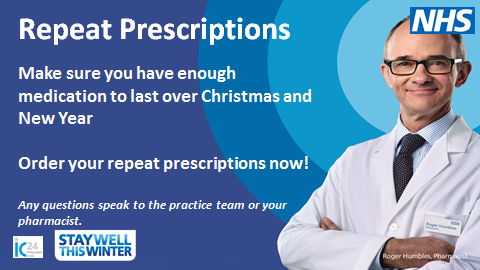 Repeat Prescriptions
NHS
Make sure you have enough
medication to last over Christmas and
New Year
Order your repeat prescriptions now!
Any questions speak to the practice team or your
pharmacist.
Roger Humbles
ic24
STAY WELL
THIS WINTER
Roger Humbles, Pharmacist